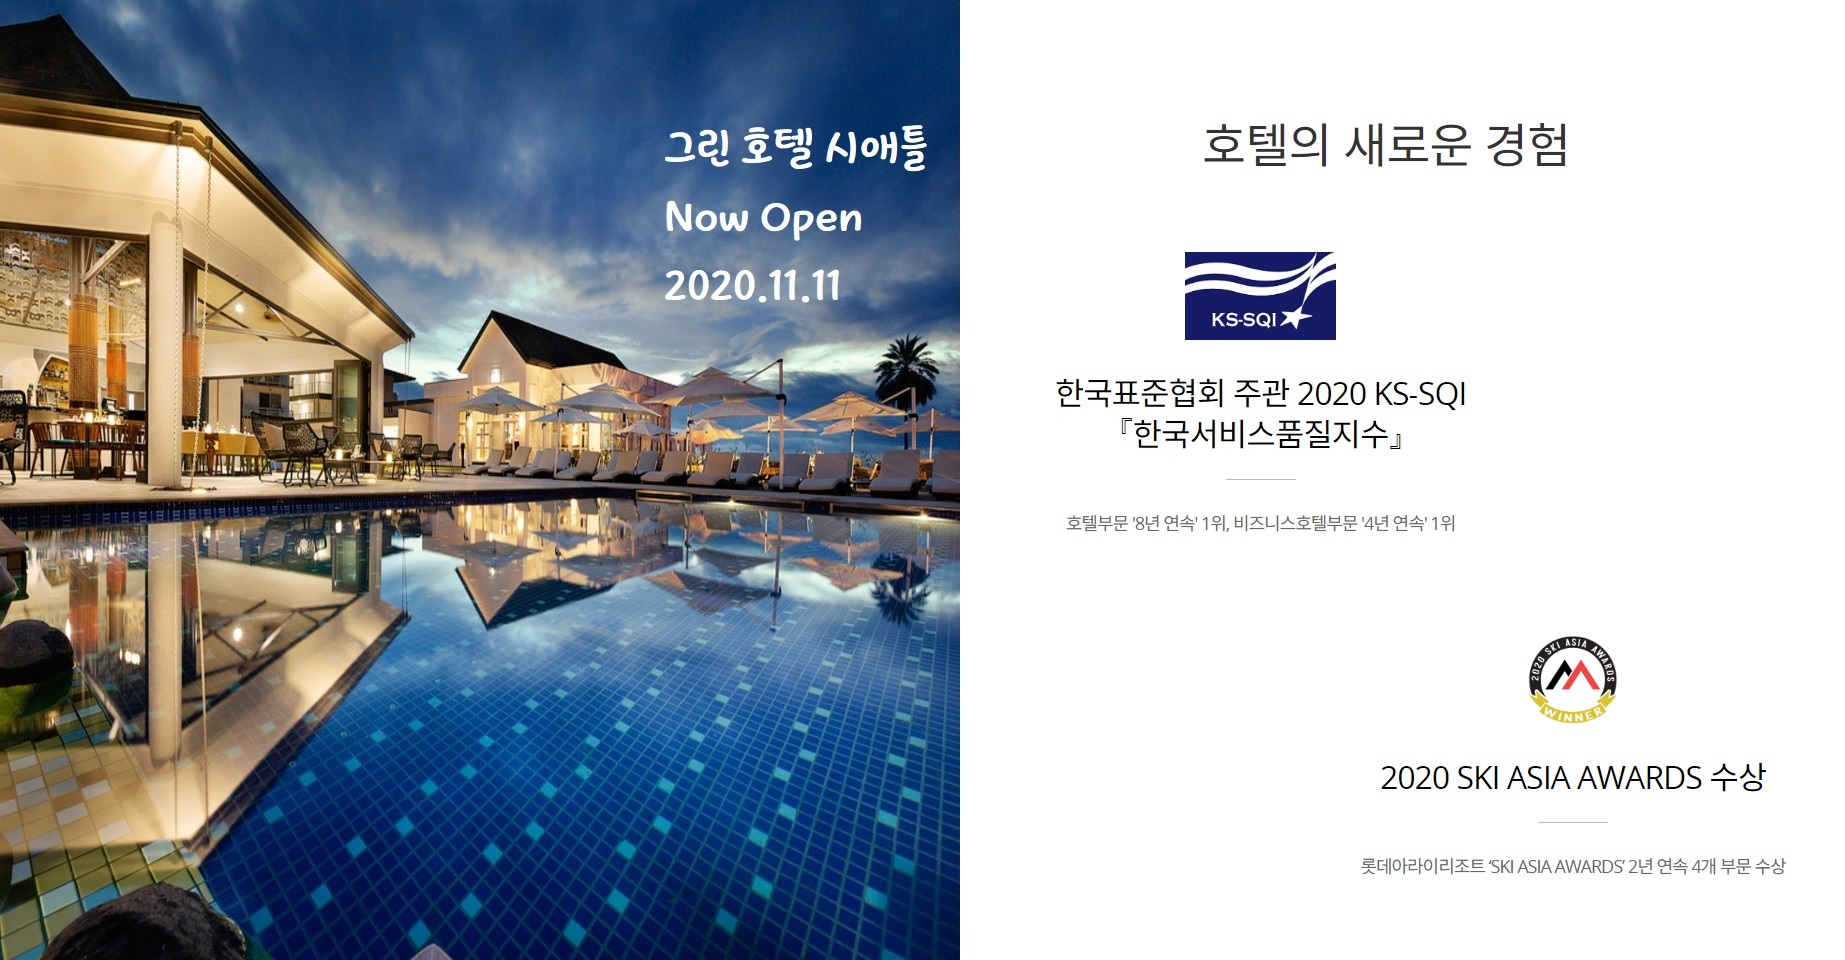 그린 호텔 시애틀
Now Open
2020.11.11
호텔의 새로운 경험
KS-SQI
한국표준협회 주관 2020 KS-SQI
『한국서비스품질지수』
호텔부문 '8년 연속' 1위, 비즈니스호텔부문 '4년 연속' 1위
2020 SKI ASIA AWARDS
WINNER
2020 SKI ASIA AWARDS 수상
롯데아라이리조트 ‘SKI ASIA AWARDS’ 2년 연속 4개 부문 수상